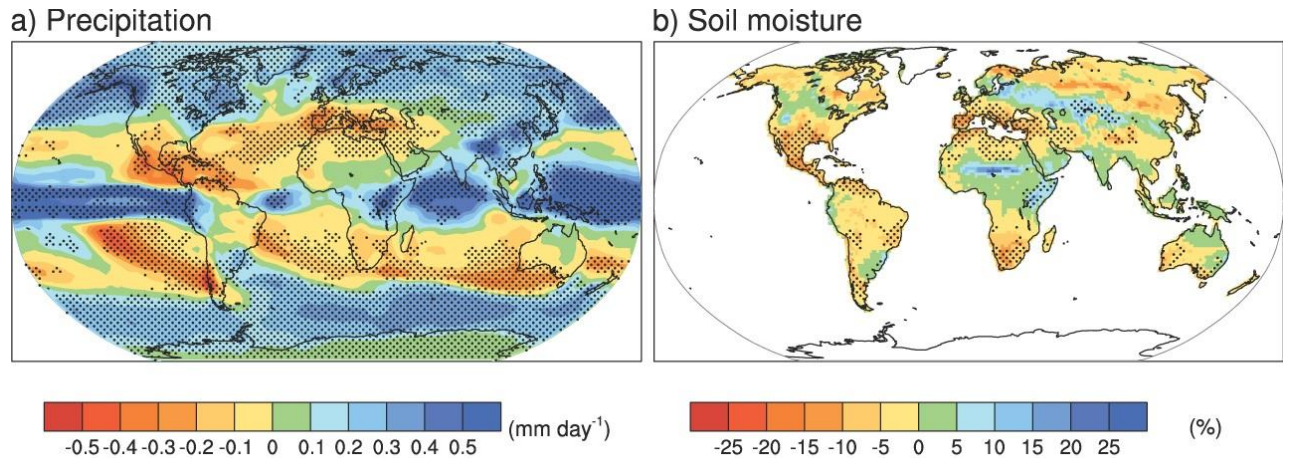 a) Precipitation
b) Soil moisture
-0.5 -0.4 -0.3 -0.2 -0.1 0 0.1 0.2 0.3 0.4 0.5
(mm day⁻¹)
-25 -20 -15 -10 -5 0 5 10 15 20 25
(%)